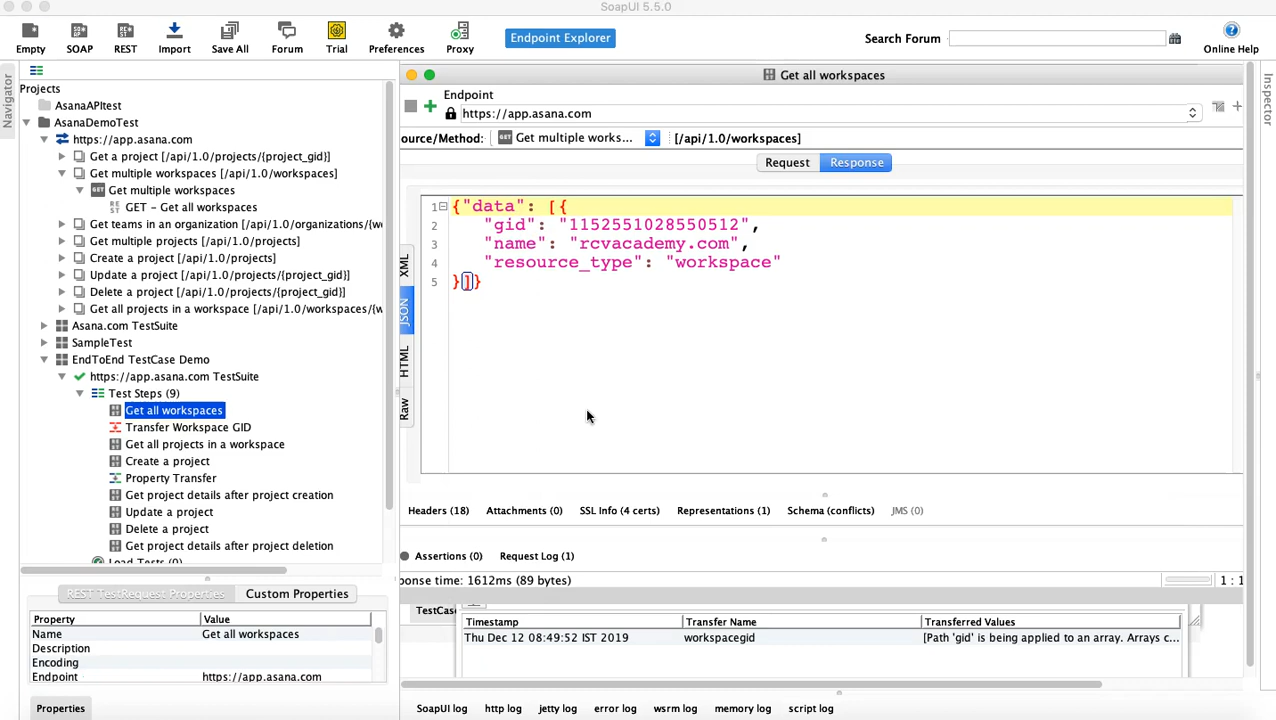 SoapUI 5.5.0
Empty SOAP REST Import Save All Forum Trial Preferences Proxy
Endpoint Explorer
Search Forum
Online Help
Navigator
Projects
AsanaAPItest
AsanaDemoTest
https://app.asana.com
Get a project [/api/1.0/projects/{project_gid}]
Get multiple workspaces [/api/1.0/workspaces]
GET Get multiple workspaces
REST GET - Get all workspaces
Get teams in an organization [/api/1.0/organizations/{w
Get multiple projects [/api/1.0/projects]
Create a project [/api/1.0/projects]
Update a project [/api/1.0/projects/{project_gid}]
Delete a project [/api/1.0/projects/{project_gid}]
Get all projects in a workspace [/api/1.0/workspaces/{w
Asana.com TestSuite
SampleTest
EndToEnd TestCase Demo
https://app.asana.com TestSuite
Test Steps (9)
Get all workspaces
Transfer Workspace GID
Get all projects in a workspace
Create a project
Property Transfer
Get project details after project creation
Update a project
Delete a project
Get project details after project deletion
Load Tests (0)
REST TestRequest Properties Custom Properties
Property Value
Name Get all workspaces
Description
Encoding
Endpoint https://app.asana.com
Properties
Get all workspaces
Endpoint
https://app.asana.com
ource/Method: GET Get multiple works... [/api/1.0/workspaces]
Request Response
XML
JSON
HTML
Raw
1 {"data": [{
2 "gid": "1152551028550512",
3 "name": "rcvacademy.com",
4 "resource_type": "workspace"
5 }]}
Headers (18) Attachments (0) SSL Info (4 certs) Representations (1) Schema (conflicts) JMS (0)
Assertions (0) Request Log (1)
ponse time: 1612ms (89 bytes)
1 : 1
TestCas
Timestamp Transfer Name Transferred Values
Thu Dec 12 08:49:52 IST 2019 workspacegid [Path 'gid' is being applied to an array. Arrays c...
SoapUI log http log jetty log error log wsrm log memory log script log
Inspector